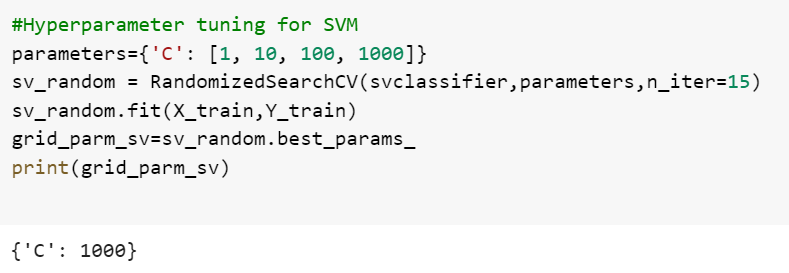 #Hyperparameter tuning for SVM
parameters={'C': [1, 10, 100, 1000]}
sv_random = RandomizedSearchCV(svclassifier,parameters,n_iter=15)
sv_random.fit(X_train,Y_train)
grid_parm_sv=sv_random.best_params_
print(grid_parm_sv)
{'C': 1000}